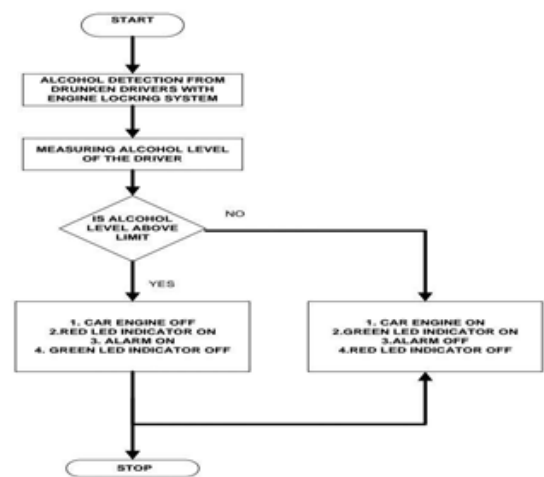 START
ALCOHOL DETECTION FROM
DRUNKEN DRIVERS WITH
ENGINE LOCKING SYSTEM
MEASURING ALCOHOL LEVEL
OF THE DRIVER
IS ALCOHOL
LEVEL ABOVE
LIMIT
NO
YES
1. CAR ENGINE OFF
2.RED LED INDICATOR ON
3. ALARM ON
4. GREEN LED INDICATOR OFF
1. CAR ENGINE ON
2.GREEN LED INDICATOR ON
3.ALARM OFF
4.RED LED INDICATOR OFF
STOP